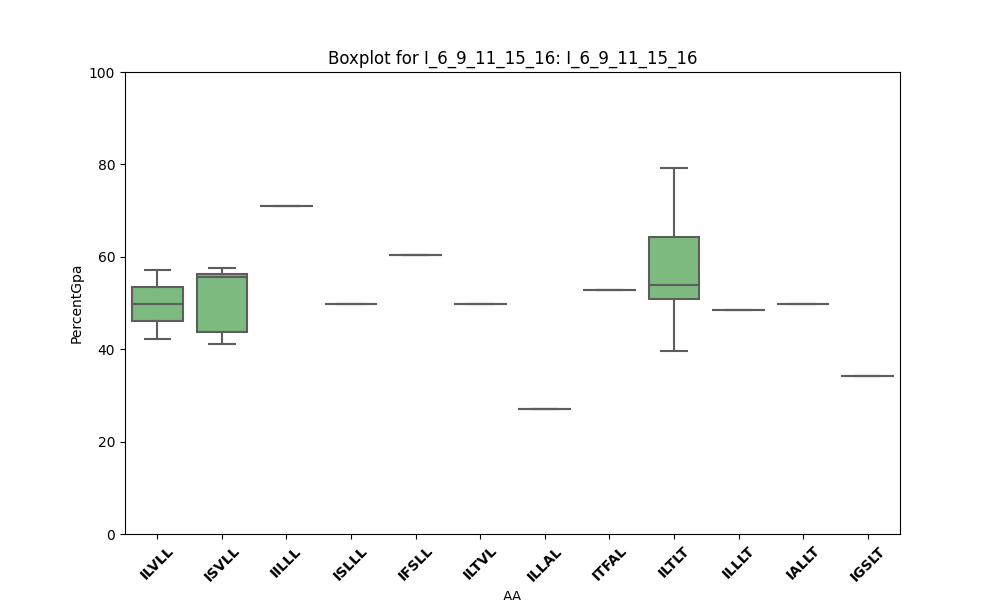 Boxplot for I_6_9_11_15_16: I_6_9_11_15_16
100
80
60
40
20
0
PercentGpa
ILVLL
ISVLL
IILLL
ISLLL
IFSLL
ILTVL
ILLAL
ITFAL
ILTLT
ILLLT
IALLT
IGSLT
AA